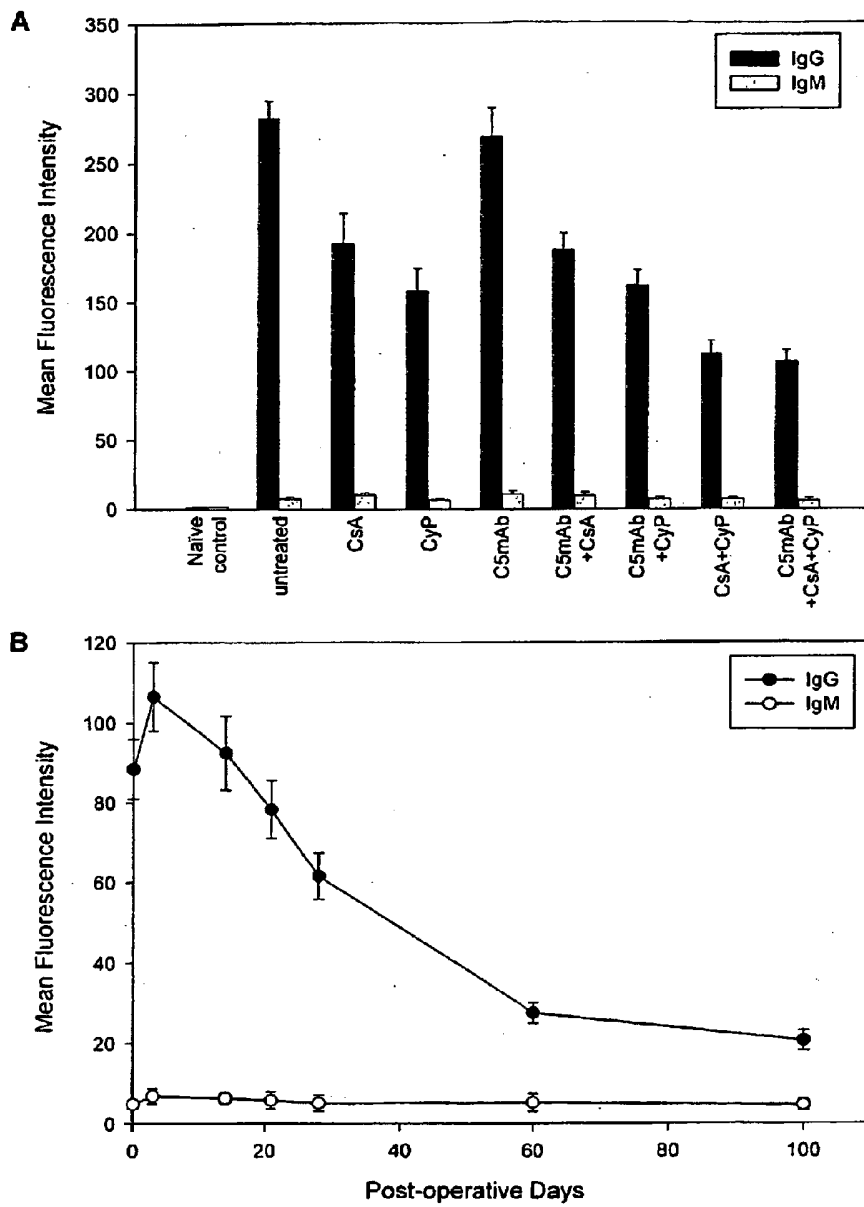 A
350
300
250
200
150
100
50
0
Mean Fluorescence Intensity
IgG
IgM
Naïve
control
untreated
CsA
CyP
C5mAb
C5mAb
+CsA
C5mAb
+CyP
CsA+CyP
C5mAb
+CsA+CyP
B
120
100
80
60
40
20
0
Mean Fluorescence Intensity
IgG
IgM
0
20
40
60
80
100
Post-operative Days